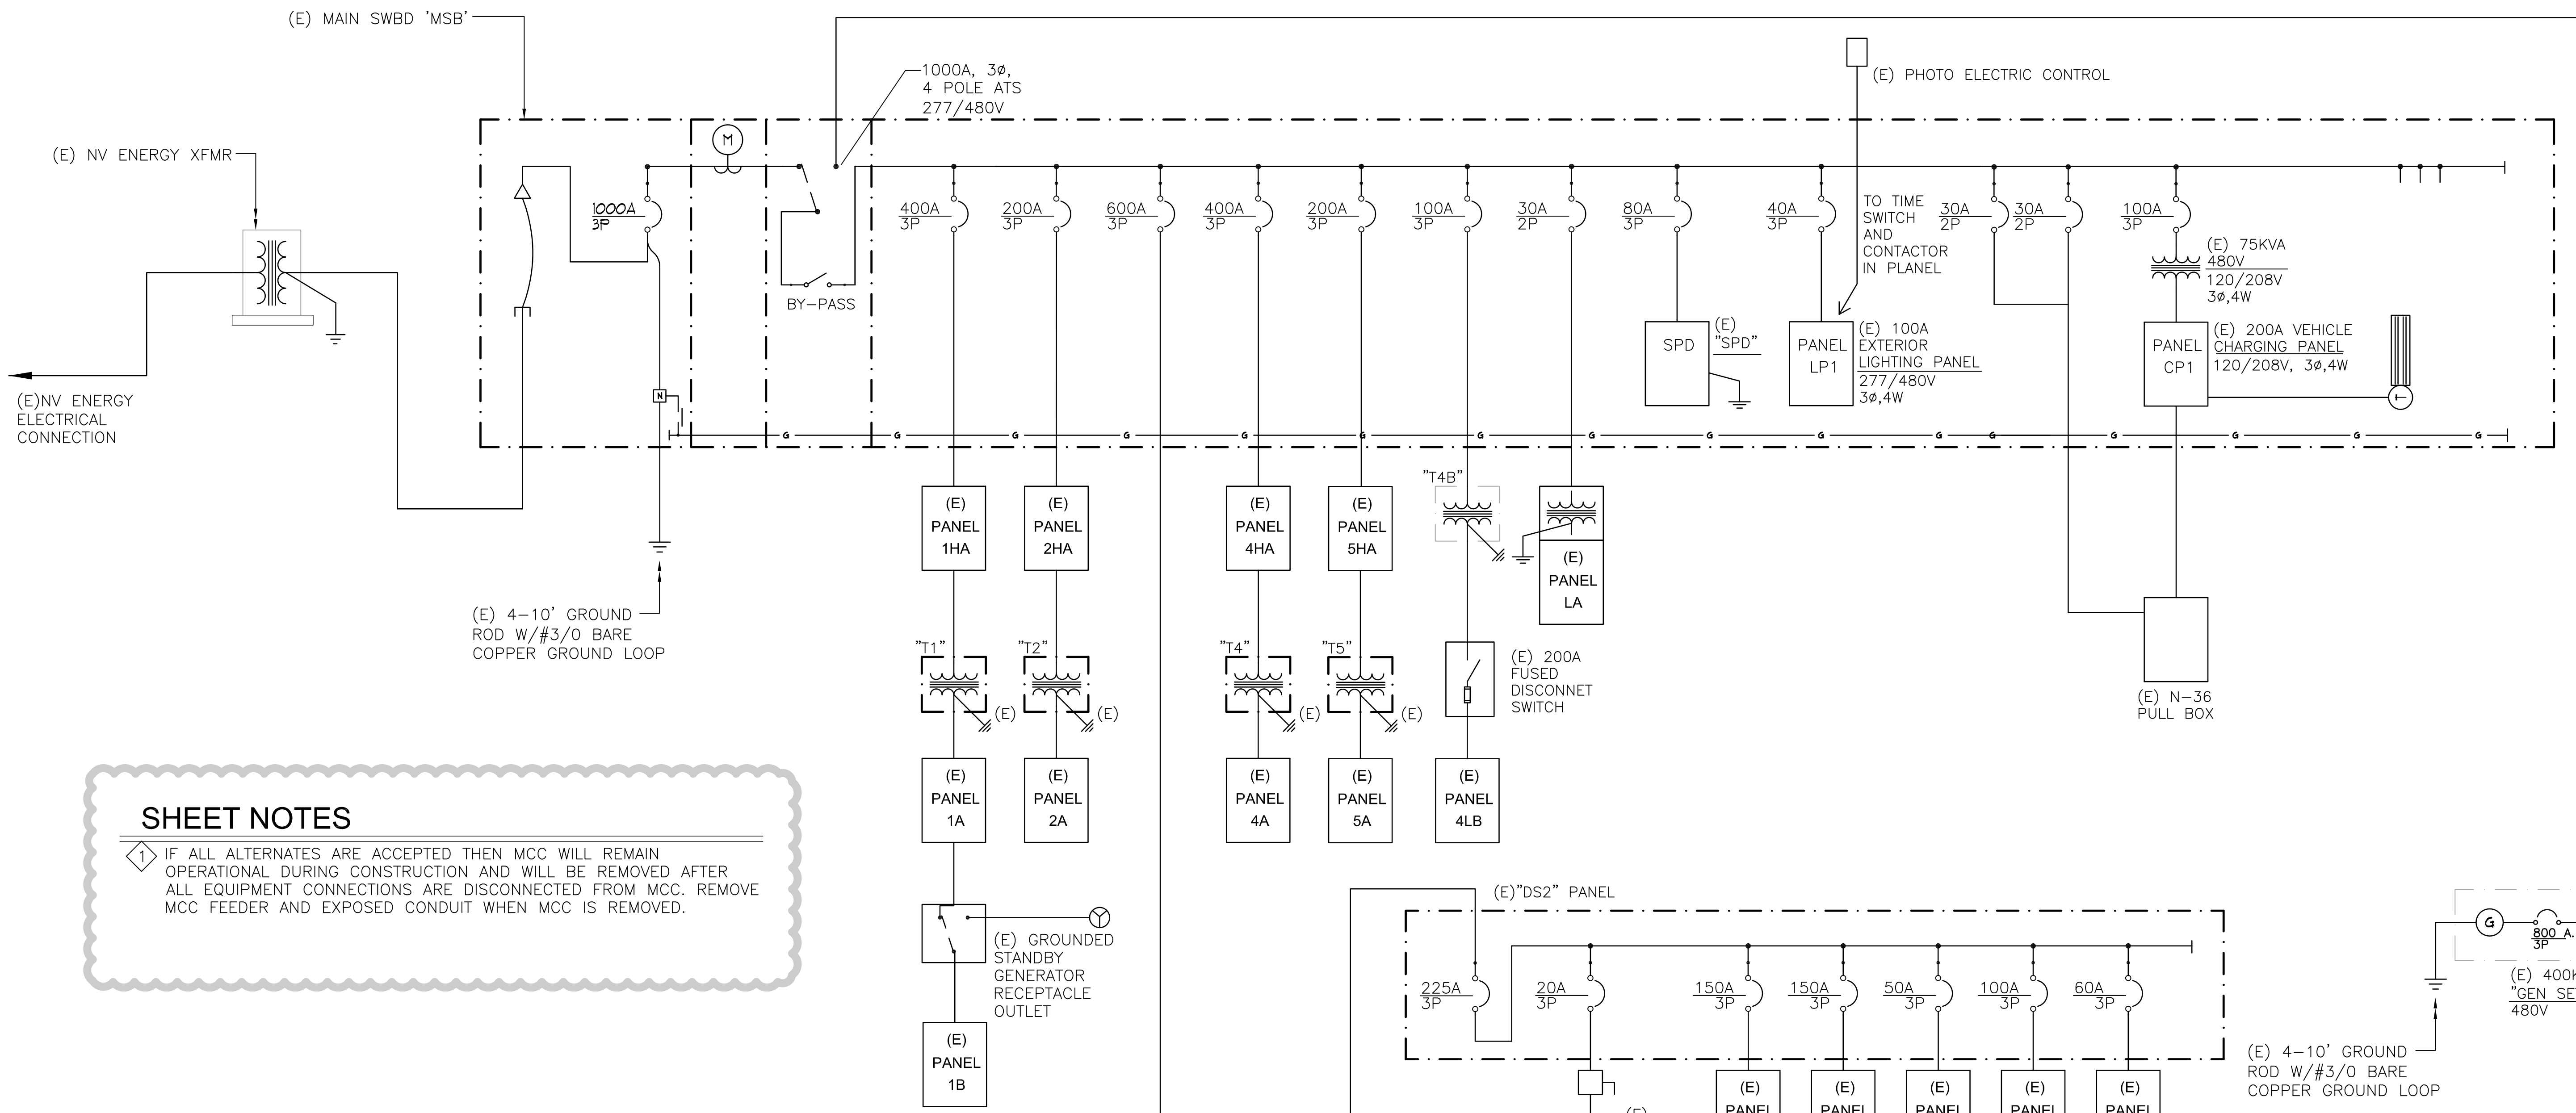 (E) MAIN SWBD 'MSB'
1000A, 3ø,
4 POLE ATS
277/480V
(E) PHOTO ELECTRIC CONTROL
(E) NV ENERGY XFMR
M
1000A
3P
400A
3P
200A
3P
600A
3P
400A
3P
200A
3P
100A
3P
30A
2P
80A
3P
40A
3P
TO TIME
SWITCH
AND
CONTACTOR
IN PLANEL
30A
2P
30A
2P
100A
3P
(E) 75KVA
480V
120/208V
3ø,4W
BY-PASS
SPD
(E)
"SPD"
PANEL
LP1
(E) 100A
EXTERIOR
LIGHTING PANEL
277/480V
3ø,4W
PANEL
CP1
(E) 200A VEHICLE
CHARGING PANEL
120/208V, 3ø,4W
T
(E)NV ENERGY
ELECTRICAL
CONNECTION
N
G G G G G G G G G G G G G G G
(E)
PANEL
1HA
(E)
PANEL
2HA
(E)
PANEL
4HA
(E)
PANEL
5HA
"T4B"
(E)
PANEL
LA
(E) 4-10' GROUND
ROD W/#3/0 BARE
COPPER GROUND LOOP
"T1"
(E)
"T2"
(E)
"T4"
(E)
"T5"
(E)
(E) 200A
FUSED
DISCONNET
SWITCH
(E) N-36
PULL BOX
(E)
PANEL
1A
(E)
PANEL
2A
(E)
PANEL
4A
(E)
PANEL
5A
(E)
PANEL
4LB
SHEET NOTES
1 IF ALL ALTERNATES ARE ACCEPTED THEN MCC WILL REMAIN
OPERATIONAL DURING CONSTRUCTION AND WILL BE REMOVED AFTER
ALL EQUIPMENT CONNECTIONS ARE DISCONNECTED FROM MCC. REMOVE
MCC FEEDER AND EXPOSED CONDUIT WHEN MCC IS REMOVED.
(E) GROUNDED
STANDBY
GENERATOR
RECEPTACLE
OUTLET
(E)
PANEL
1B
(E)"DS2" PANEL
225A
3P
20A
3P
150A
3P
150A
3P
50A
3P
100A
3P
60A
3P
(E)
(E)
PANEL
(E)
PANEL
(E)
PANEL
(E)
PANEL
(E)
PANEL
G
800 A.
3P
(E) 400K
"GEN SE
480V
(E) 4-10' GROUND
ROD W/#3/0 BARE
COPPER GROUND LOOP